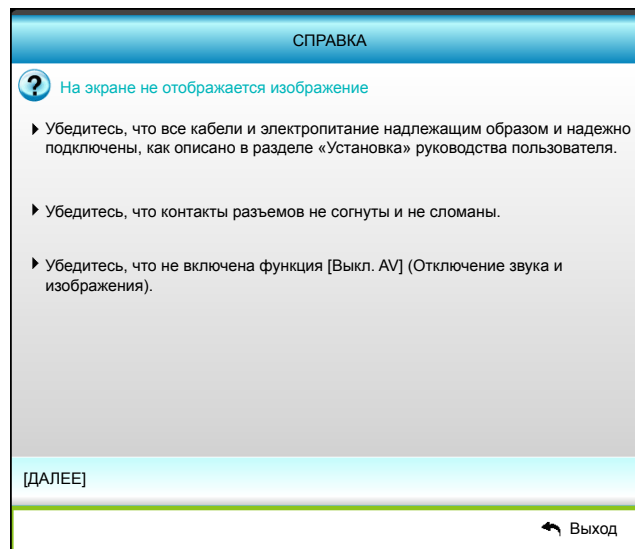 СПРАВКА
?
На экране не отображается изображение
Убедитесь, что все кабели и электропитание надлежащим образом и надежно
подключены, как описано в разделе «Установка» руководства пользователя.
Убедитесь, что контакты разъемов не согнуты и не сломаны.
Убедитесь, что не включена функция [Выкл. AV] (Отключение звука и
изображения).
[ДАЛЕЕ]
Выход